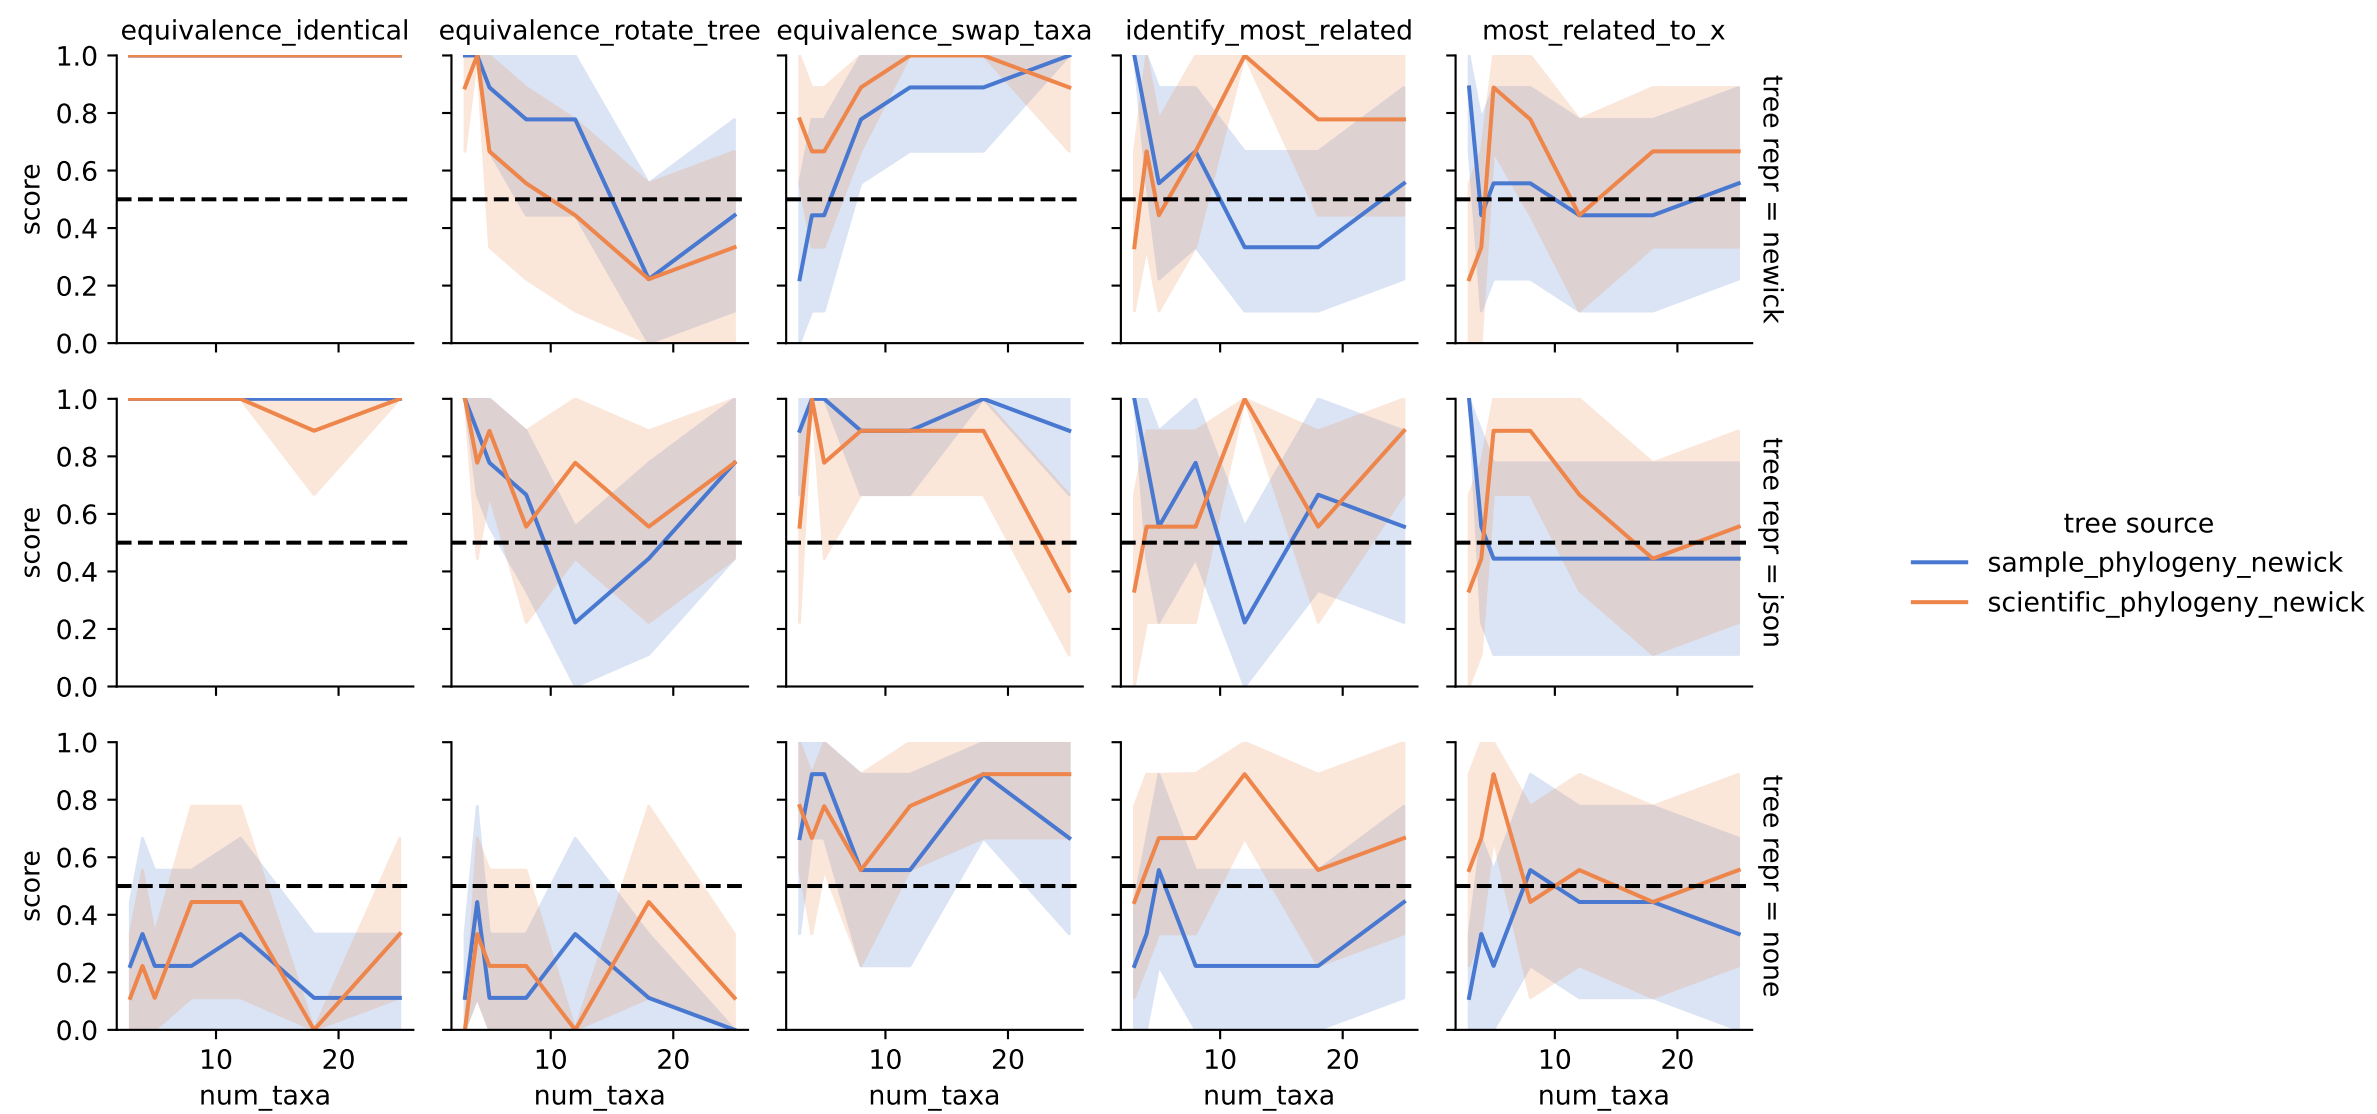 equivalence_identical equivalence_rotate_tree equivalence_swap_taxa identify_most_related most_related_to_x
1.0
0.8
0.6
0.4
0.2
0.0
score
tree repr = newick
1.0
0.8
0.6
0.4
0.2
0.0
score
tree repr = json
tree source
sample_phylogeny_newick
scientific_phylogeny_newick
1.0
0.8
0.6
0.4
0.2
0.0
score
tree repr = none
10 20 10 20 10 20 10 20 10 20
num_taxa num_taxa num_taxa num_taxa num_taxa